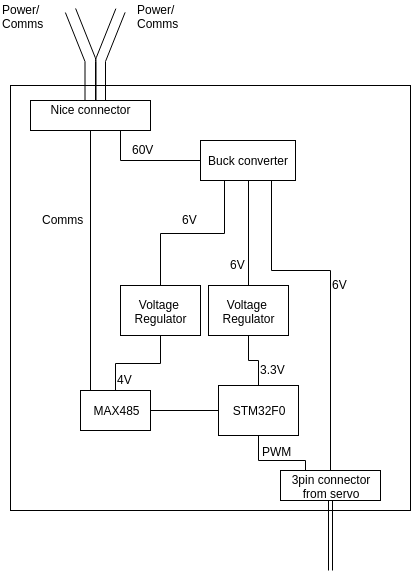 Power/
Comms
Power/
Comms
Nice connector
60V
Buck converter
Comms
6V
6V
6V
Voltage
Regulator
Voltage
Regulator
4V
3.3V
MAX485
STM32F0
PWM
3pin connector
from servo